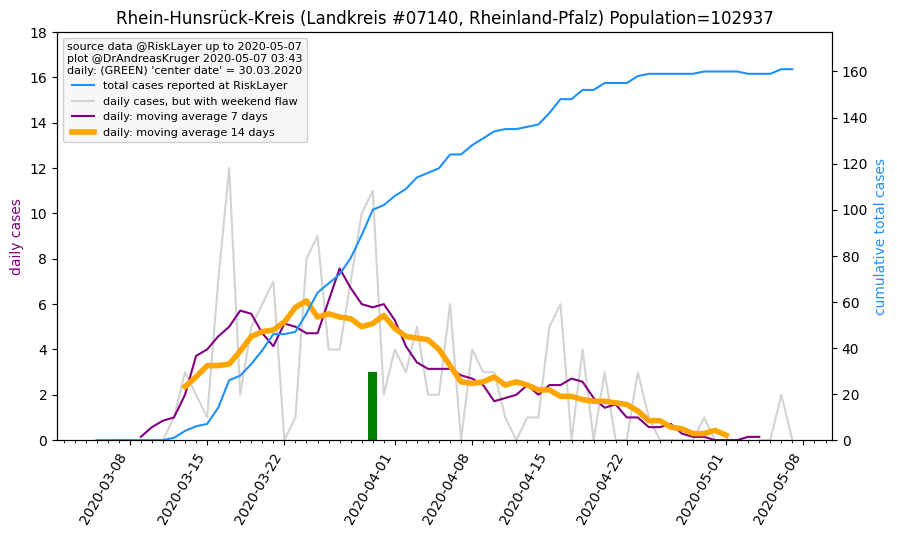 Rhein-Hunsrück-Kreis (Landkreis #07140, Rheinland-Pfalz) Population=102937
source data @RiskLayer up to 2020-05-07
plot @DrAndreasKruger 2020-05-07 03:43
daily: (GREEN) 'center date' = 30.03.2020
total cases reported at RiskLayer
daily cases, but with weekend flaw
daily: moving average 7 days
daily: moving average 14 days
daily cases
18
16
14
12
10
8
6
4
2
0
cumulative total cases
160
140
120
100
80
60
40
20
0
2020-03-08
2020-03-15
2020-03-22
2020-04-01
2020-04-08
2020-04-15
2020-04-22
2020-05-01
2020-05-08